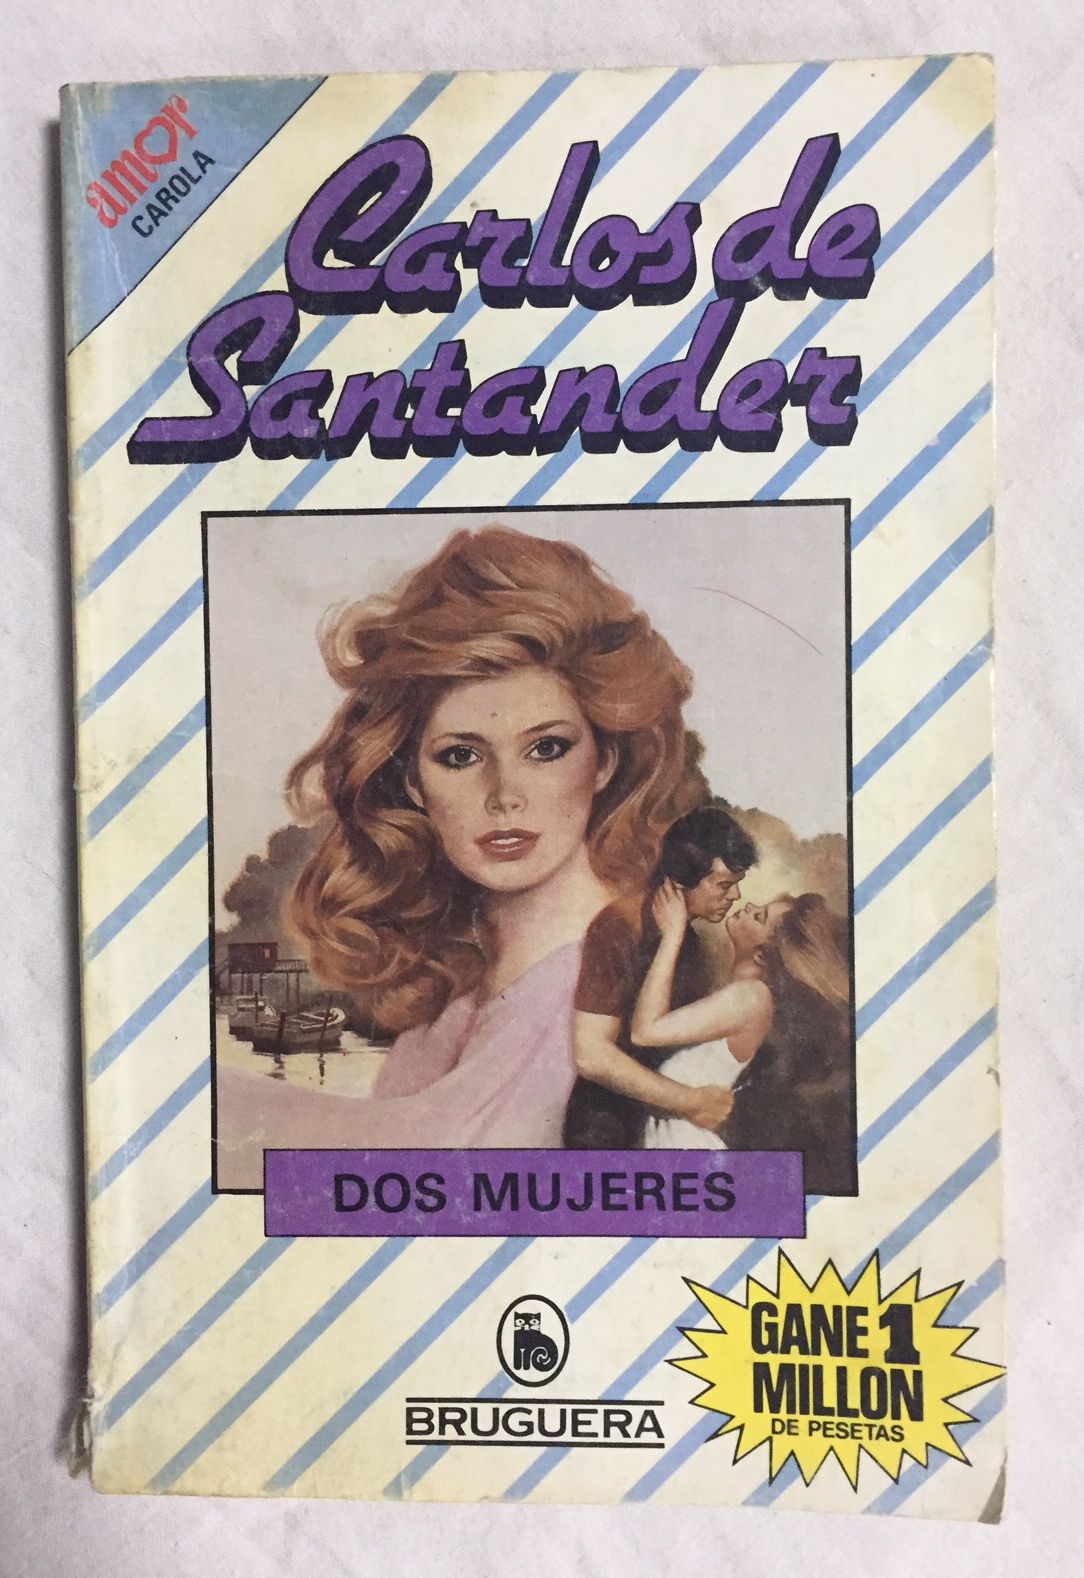 amor
CAROLA
Carlos de
Santander
DOS MUJERES
GANE 1
MILLON
DE PESETAS
BRUGUERA